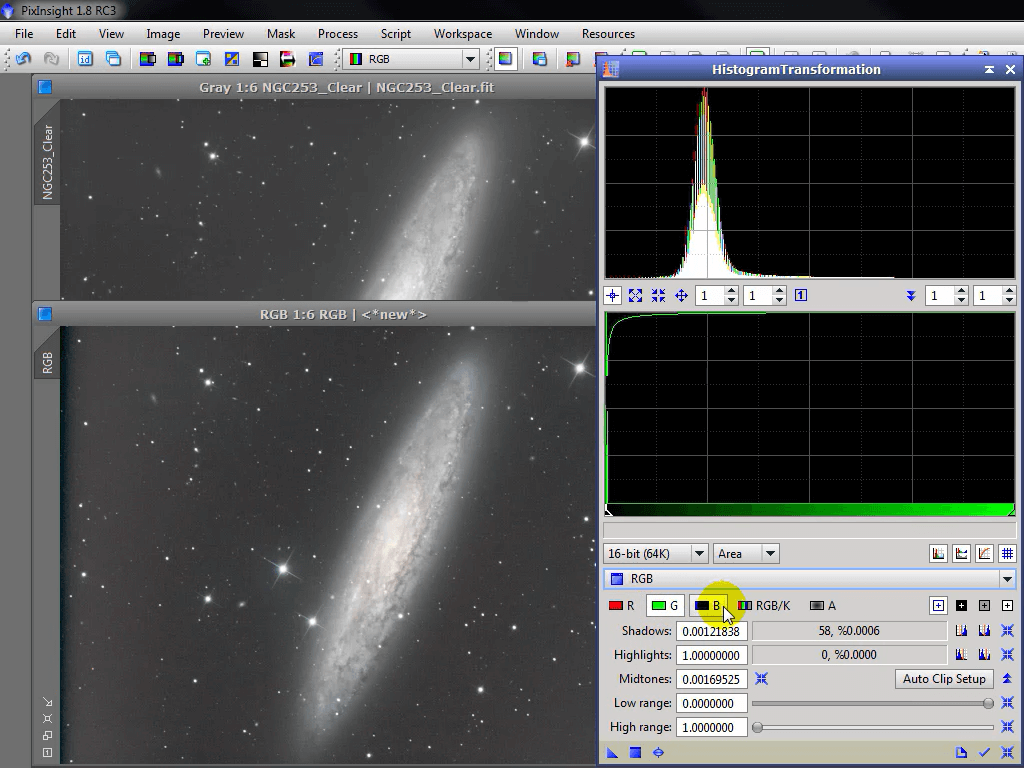 PixInsight 1.8 RC3
File Edit View Image Preview Mask Process Script Workspace Window Resources
id RGB
HistogramTransformation
Gray 1:6 NGC253_Clear | NGC253_Clear.fit
NGC253_Clear
1 1 1 1 1
RGB 1:6 RGB | <*new*>
RGB
16-bit (64K) Area
RGB
R G B RGB/K A
Shadows: 0.00121838 58, %0.0006
Highlights: 1.00000000 0, %0.0000
Midtones: 0.00169525 Auto Clip Setup
Low range: 0.0000000
High range: 1.0000000